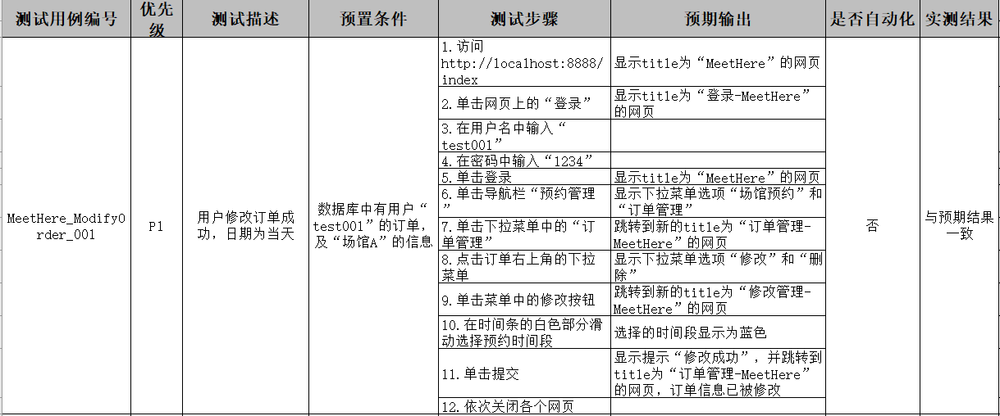 测试用例编号
优先
级
测试描述
预置条件
测试步骤
预期输出
是否自动化
实测结果
MeetHere_ModifyO
rder_001
P1
用户修改订单成
功，日期为当天
数据库中有用户“
test001”的订单，
及“场馆A”的信息
1.访问
http://localhost:8888/
index
显示title为“MeetHere”的网页
2.单击网页上的“登录”
显示title为“登录-MeetHere”
的网页
3.在用户名中输入“
test001”
4.在密码中输入“1234”
5.单击登录
显示title为“MeetHere”的网页
6.单击导航栏“预约管理
”
显示下拉菜单选项“场馆预约”和
“订单管理”
7.单击下拉菜单中的“订
单管理”
跳转到新的title为“订单管理-
MeetHere”的网页
8.点击订单右上角的下拉
菜单
显示下拉菜单选项“修改”和“删
除”
9.单击菜单中的修改按钮
跳转到新的title为“修改管理-
MeetHere”的网页
10.在时间条的白色部分滑
动选择预约时间段
选择的时间段显示为蓝色
11.单击提交
显示提示“修改成功”，并跳转到
title为“订单管理-MeetHere”
的网页，订单信息已被修改
12.依次关闭各个网页
否
与预期结果
一致